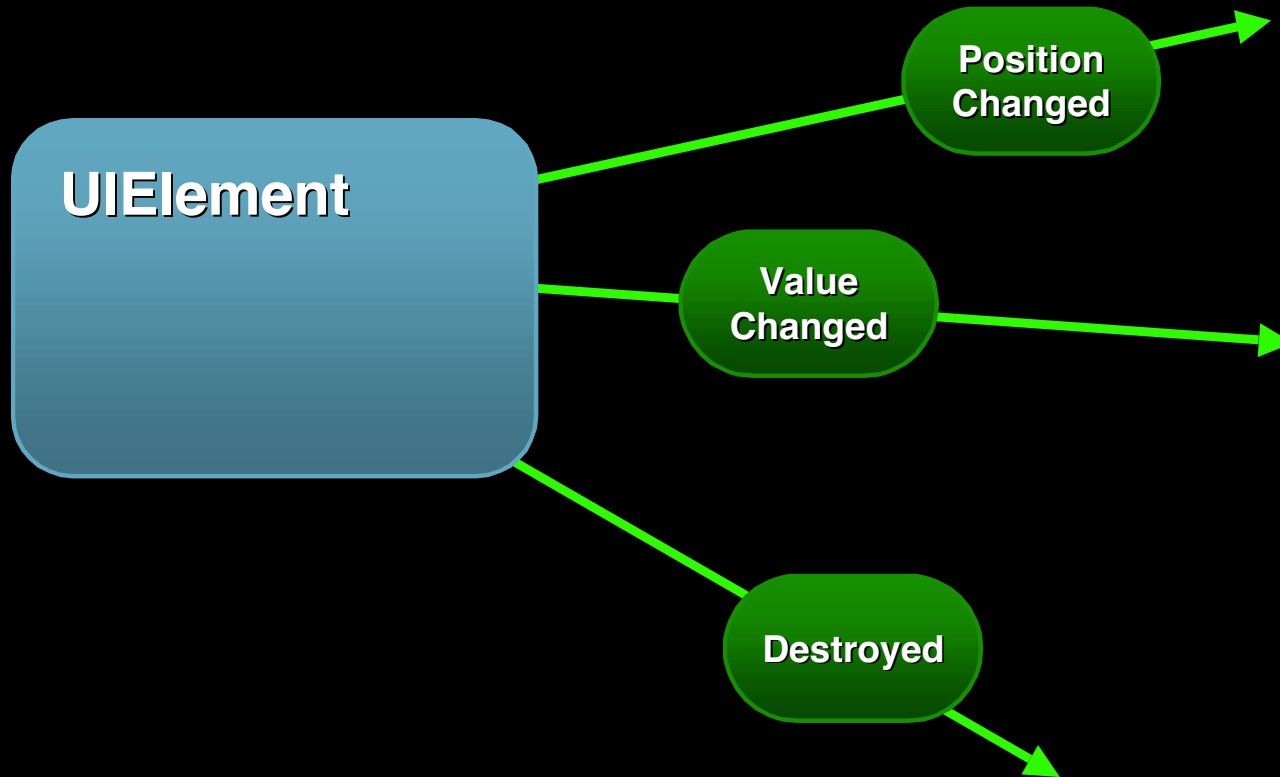 Position
Changed
UIElement
Value
Changed
Destroyed